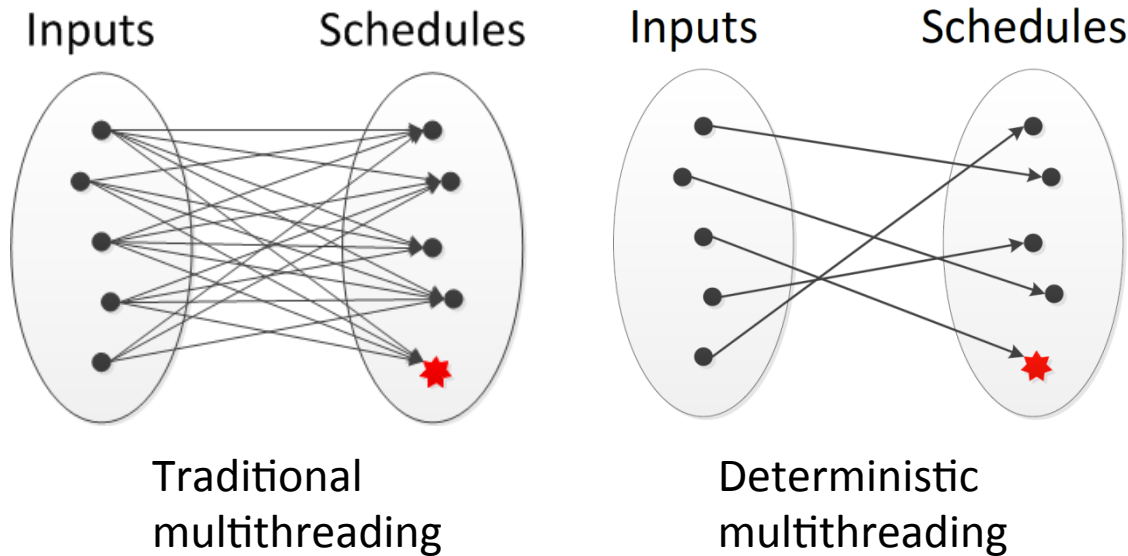 Inputs Schedules
Inputs Schedules
Traditional
multithreading
Deterministic
multithreading